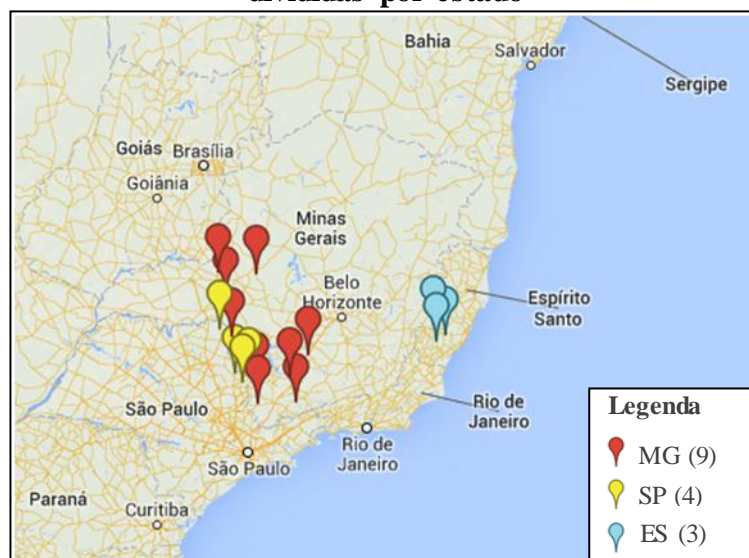 divididas por estado
Bahia
Salvador
Sergipe
Goiás
Brasília
Goiânia
Minas
Gerais
Belo
Horizonte
Espírito
Santo
São Paulo
Rio de
Janeiro
São Paulo
Rio de
Janeiro
Paraná
Curitiba
Legenda
MG (9)
SP (4)
ES (3)